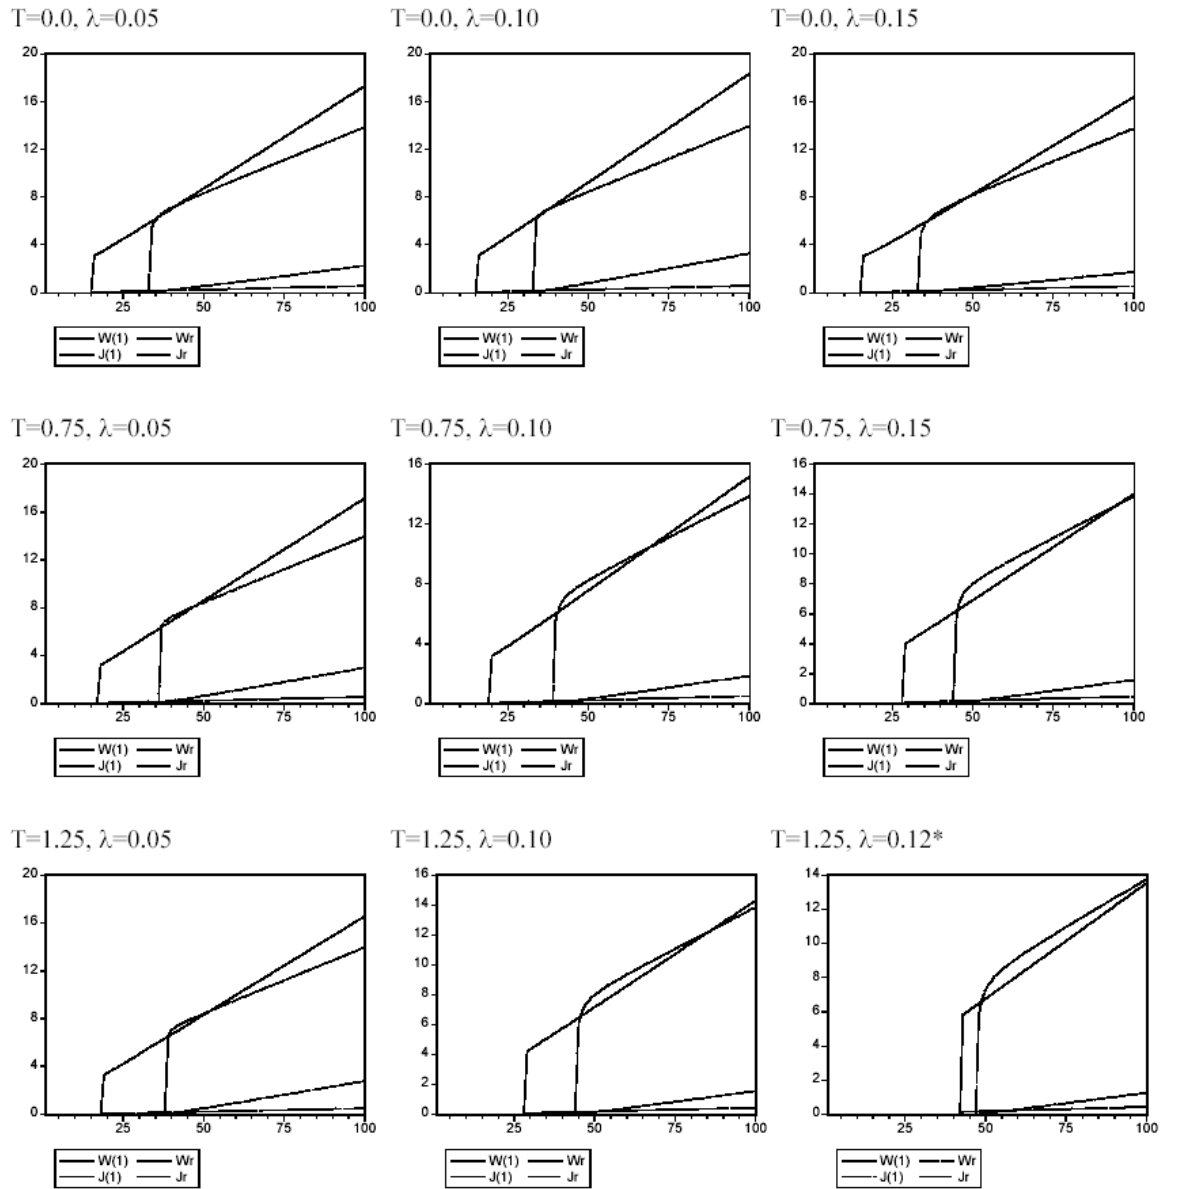 T=0.0, λ=0.05
T=0.0, λ=0.10
T=0.0, λ=0.15
20
16
12
8
4
0
25 50 75 100
W(1) Wr
J(1) Jr
20
16
12
8
4
0
25 50 75 100
W(1) Wr
J(1) Jr
20
16
12
8
4
0
25 50 75 100
W(1) Wr
J(1) Jr
T=0.75, λ=0.05
T=0.75, λ=0.10
T=0.75, λ=0.15
20
16
12
8
4
0
25 50 75 100
W(1) Wr
J(1) Jr
16
12
8
4
0
25 50 75 100
W(1) Wr
J(1) Jr
16
14
12
10
8
6
4
2
0
25 50 75 100
W(1) Wr
J(1) Jr
T=1.25, λ=0.05
T=1.25, λ=0.10
T=1.25, λ=0.12*
20
16
12
8
4
0
25 50 75 100
W(1) Wr
J(1) Jr
16
14
12
10
8
6
4
2
0
25 50 75 100
W(1) Wr
J(1) Jr
14
12
10
8
6
4
2
0
25 50 75 100
W(1) Wr
J(1) Jr